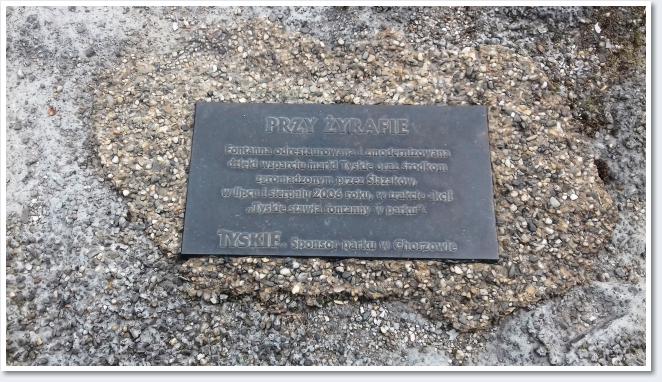 PRZY ŻYRAFIE
Fontanna odrestaurowana i zmodernizowana
dzięki wsparciu marki Tyskie oraz środkom
zgromadzonym przez Ślązaków,
w lipcu i sierpniu 2006 roku, w trakcie akcji
„Tyskie stawia fontanny w parku".
TYSKIE. Sponsor parku w Chorzowie